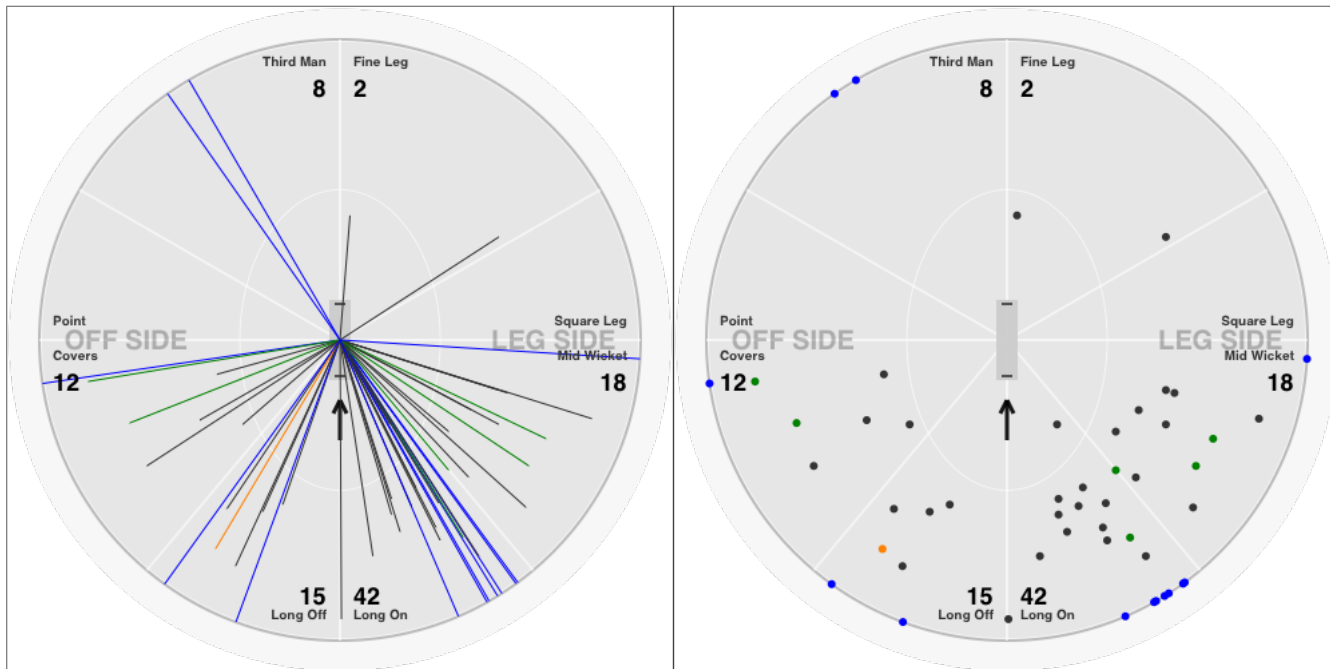 Third Man
Fine Leg
8
2
Point
OFF SIDE
Covers
12
Square Leg
LEG SIDE
Mid Wicket
18
15
42
Long Off
Long On
Third Man
Fine Leg
8
2
Point
OFF SIDE
Covers
12
Square Leg
LEG SIDE
Mid Wicket
18
15
42
Long Off
Long On